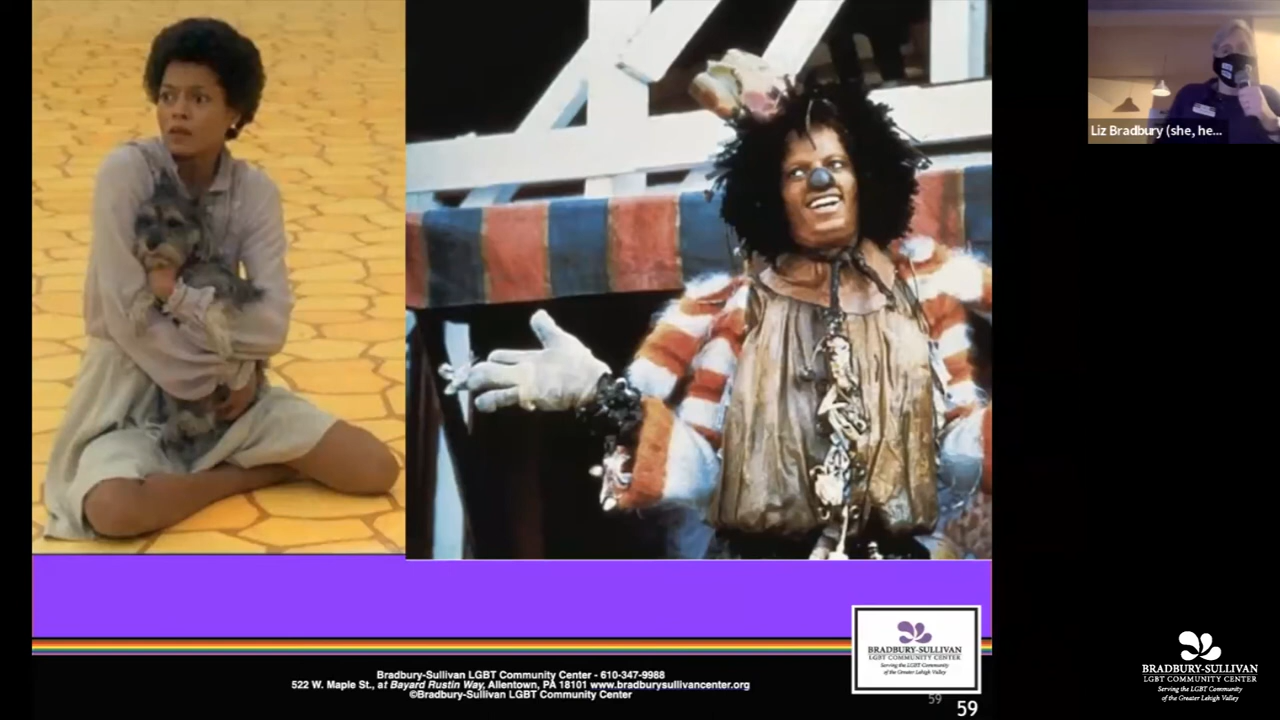 Liz Bradbury (she, he...
BRADBURY-SULLIVAN
LGBT COMMUNITY CENTER
Serving the LGBT Community
of the Greater Lehigh Valley
Bradbury-Sullivan LGBT Community Center - 610-347-9988
522 W. Maple St., at Bayard Rustin Way, Allentown, PA 18101 www.bradburysullivancenter.org
©Bradbury-Sullivan LGBT Community Center
59
59
BRADBURY-SULLIVAN
LGBT COMMUNITY CENTER
Serving the LGBT Community
of the Greater Lehigh Valley